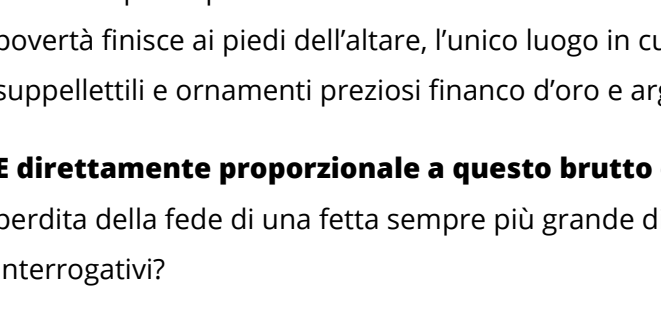 povertà finisce ai piedi dell’altare, l’unico luogo in cu
suppellettili e ornamenti preziosi financo d’oro e arg
E direttamente proporzionale a questo brutto
perdita della fede di una fetta sempre più grande d
interrogativi?